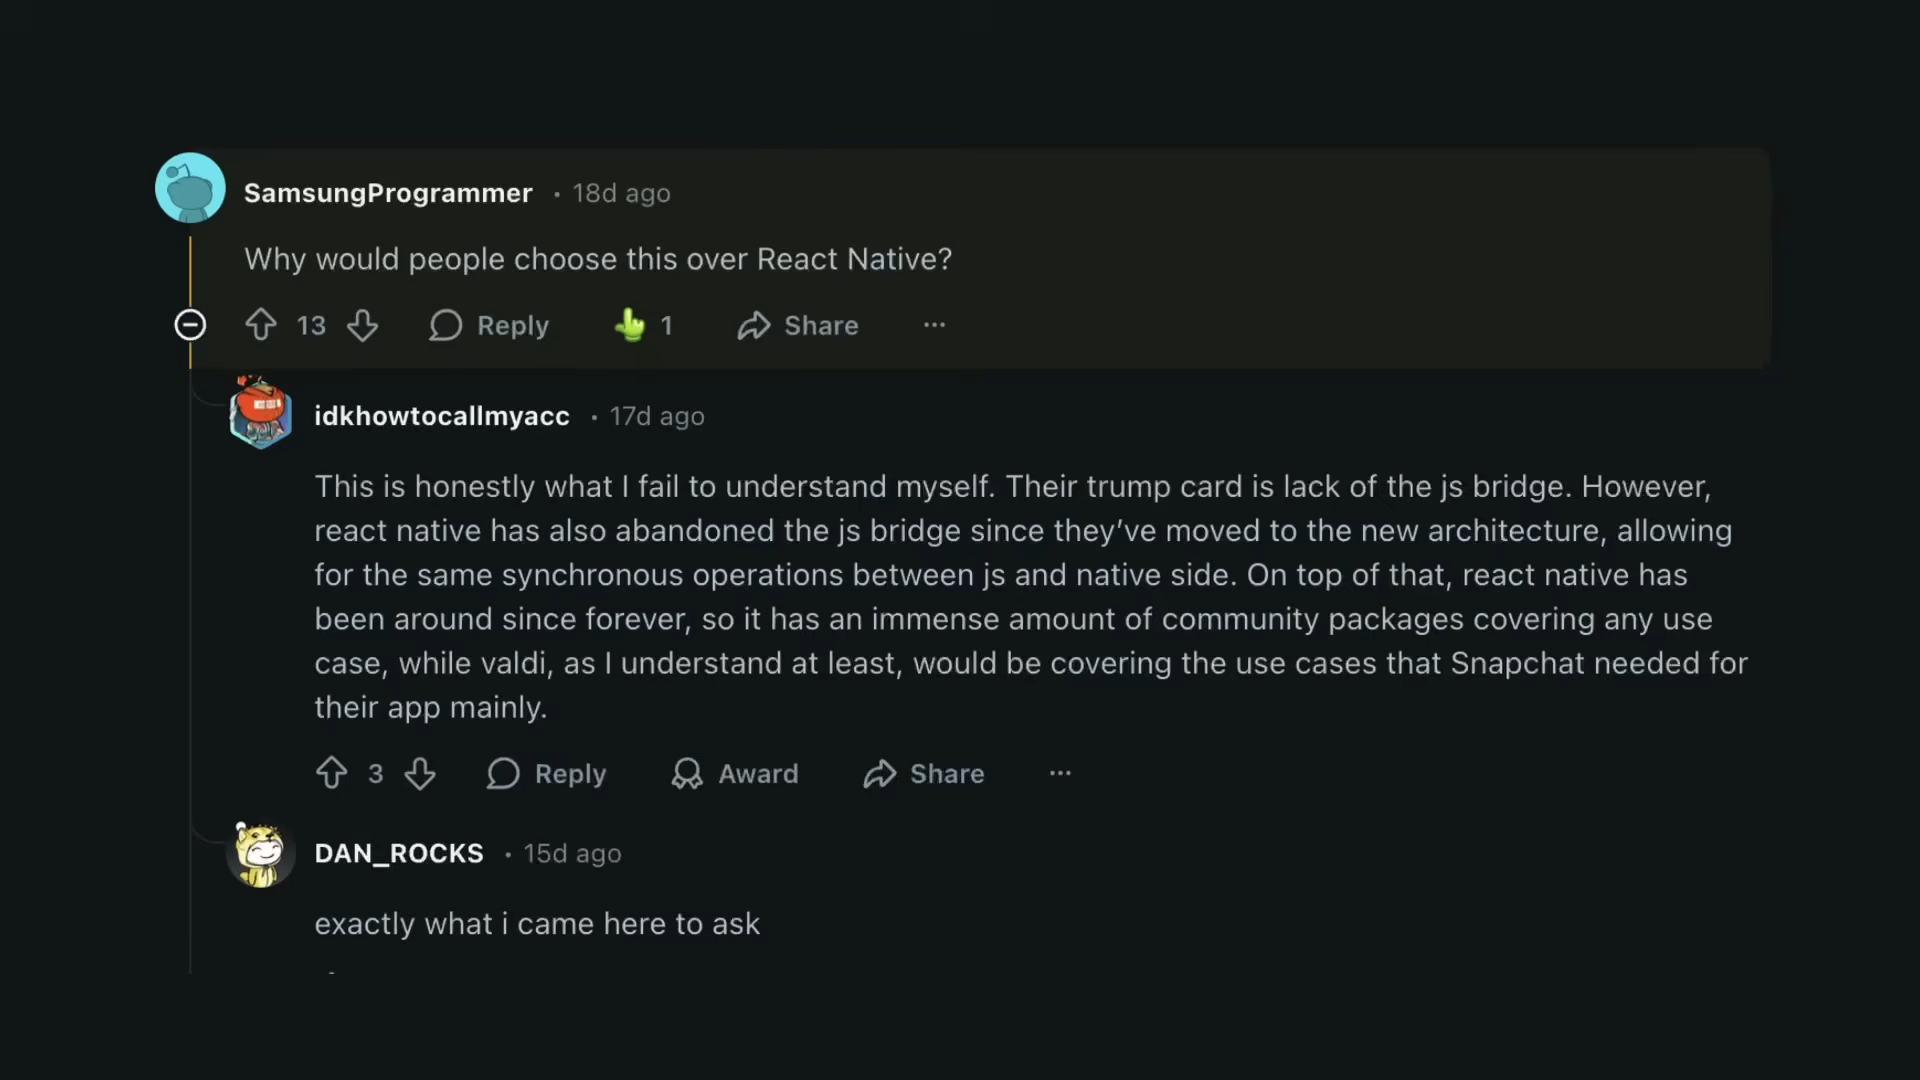 SamsungProgrammer • 18d ago
Why would people choose this over React Native?
13 Reply 1 Share ...
idkhowtocallmyacc • 17d ago
This is honestly what I fail to understand myself. Their trump card is lack of the js bridge. However,
react native has also abandoned the js bridge since they’ve moved to the new architecture, allowing
for the same synchronous operations between js and native side. On top of that, react native has
been around since forever, so it has an immense amount of community packages covering any use
case, while valdi, as I understand at least, would be covering the use cases that Snapchat needed for
their app mainly.
3 Reply Award Share ...
DAN_ROCKS • 15d ago
exactly what i came here to ask